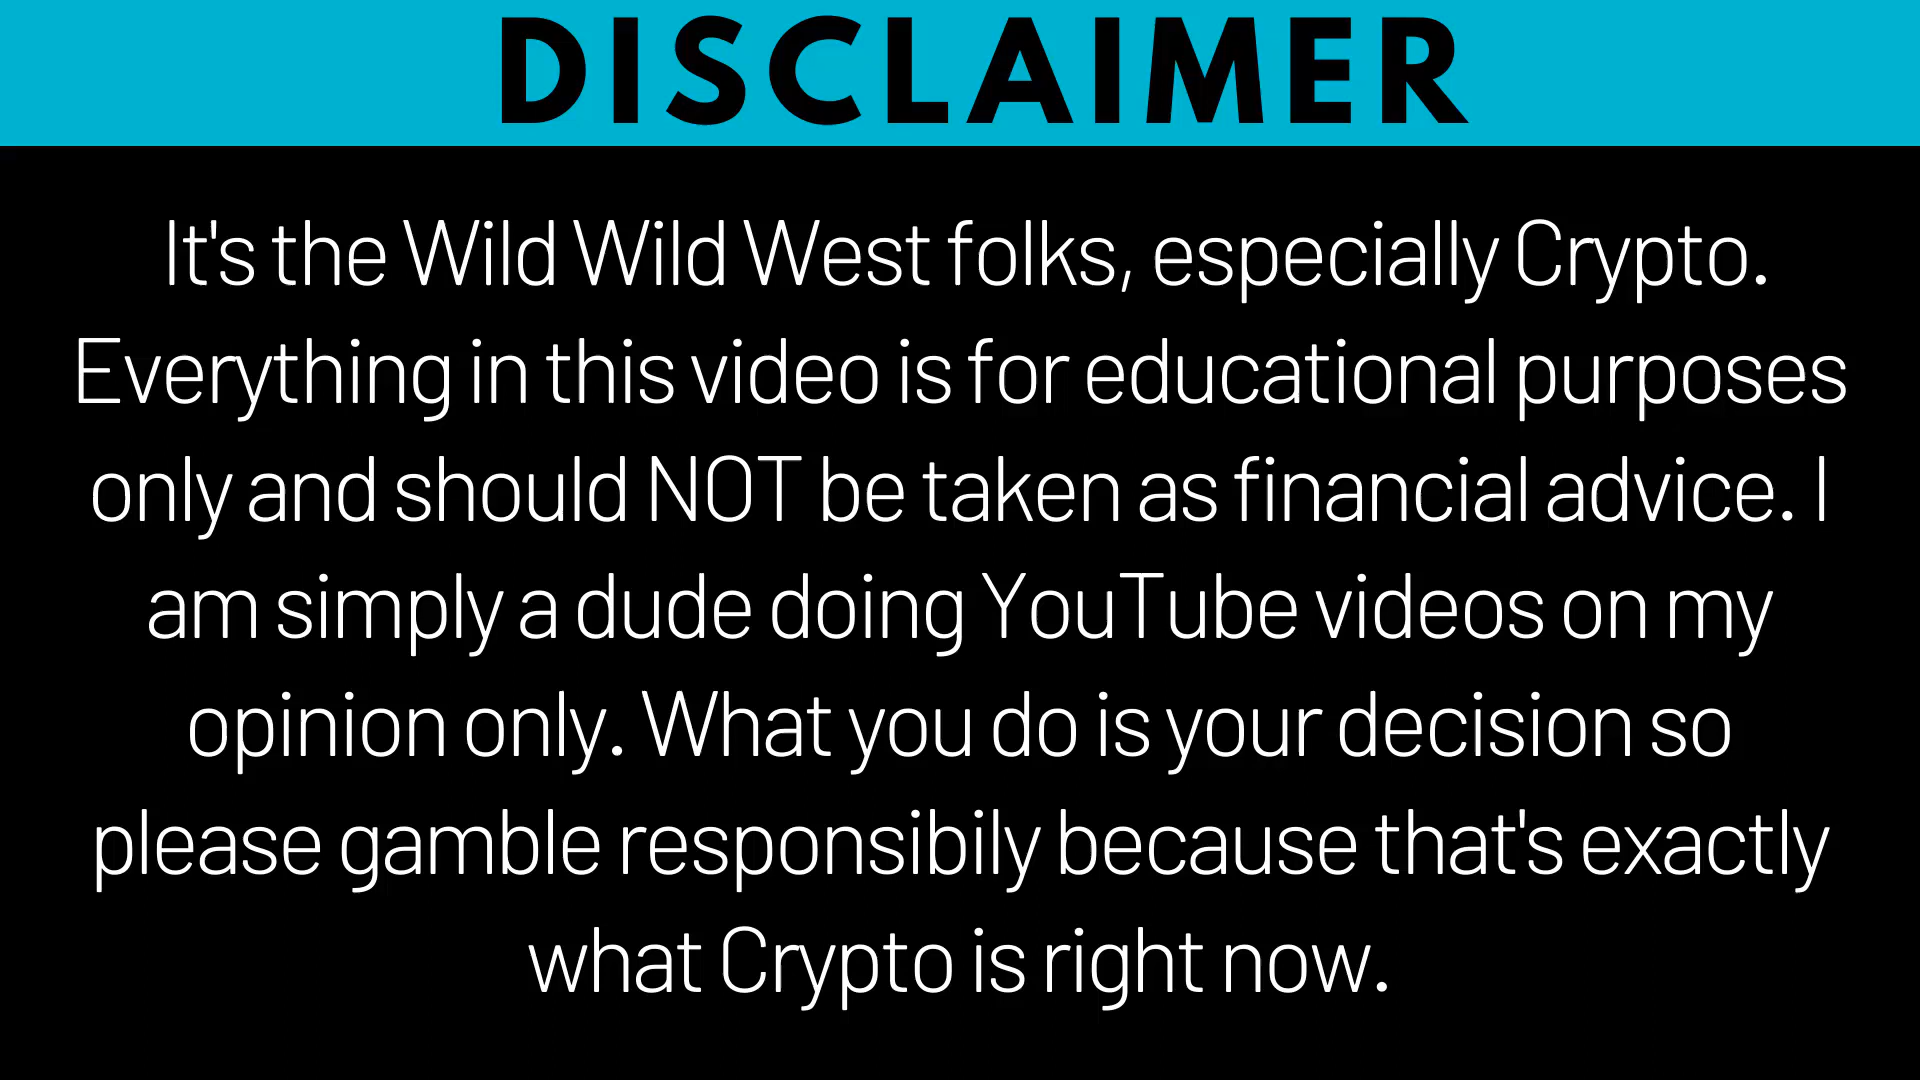 DISCLAIMER
It's the Wild Wild West folks, especially Crypto.
Everything in this video is for educational purposes
only and should NOT be taken as financial advice. I
am simply a dude doing YouTube videos on my
opinion only. What you do is your decision so
please gamble responsibily because that's exactly
what Crypto is right now.